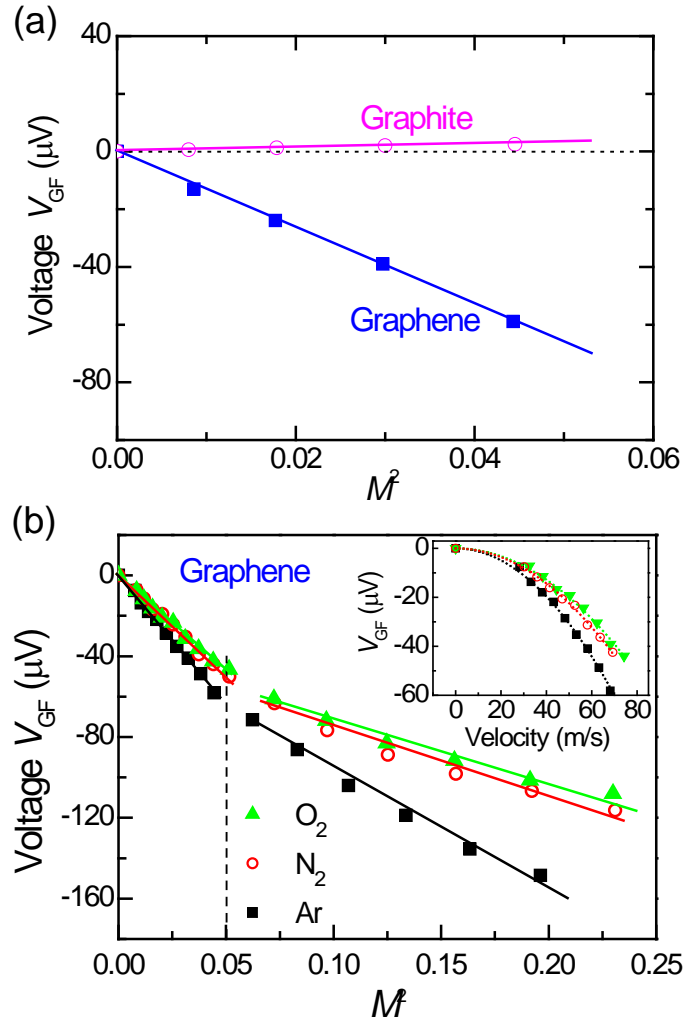 (a)
40
0
-40
-80
Voltage V_GF (μV)
Graphite
Graphene
0.00 0.02 0.04 0.06
M²
(b)
0
-40
-80
-120
-160
Voltage V_GF (μV)
Graphene
O₂
N₂
Ar
0
-20
-40
-60
V_GF (μV)
0 20 40 60 80
Velocity (m/s)
0.00 0.05 0.10 0.15 0.20 0.25
M²